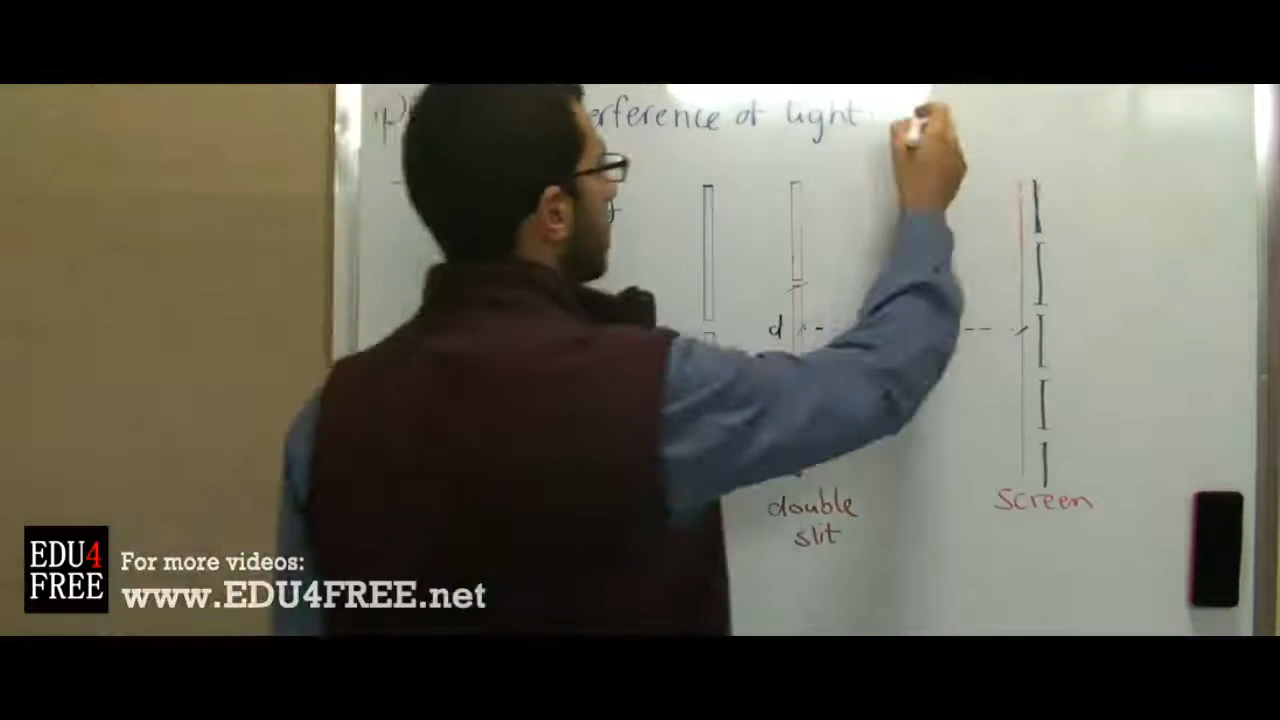 erference of light
d
double
slit
screen
EDU4
FREE
For more videos:
www.EDU4FREE.net